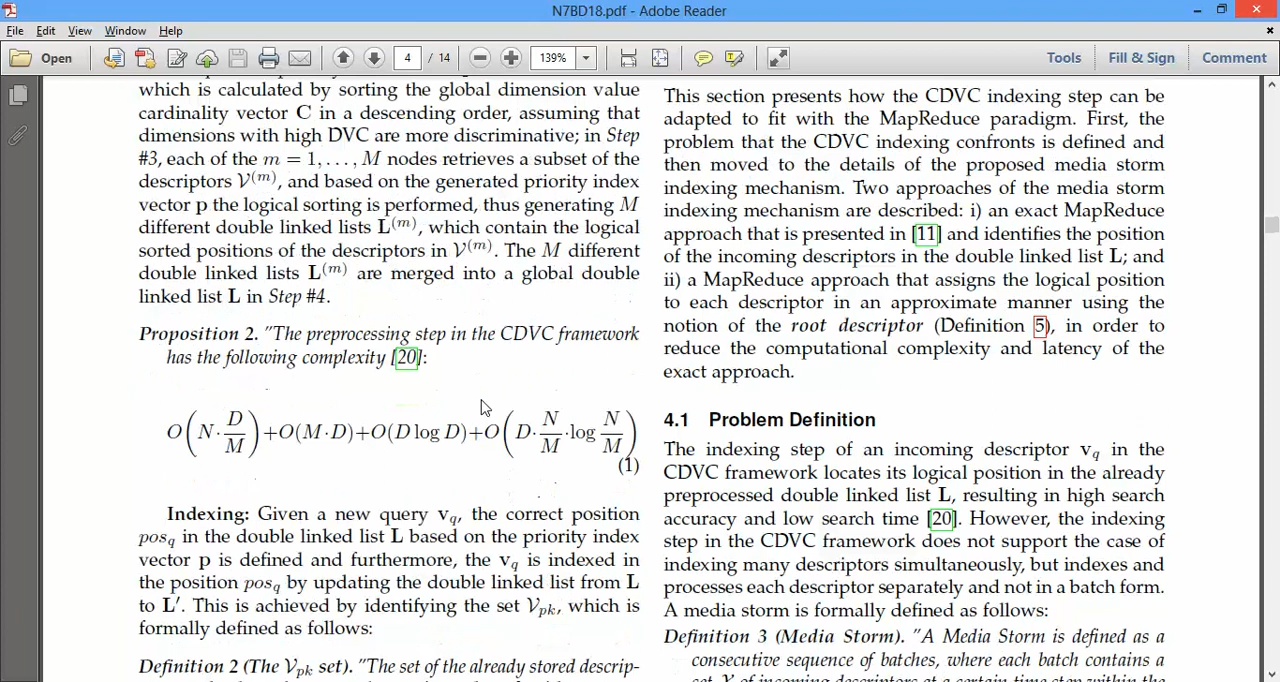 N7BD18.pdf - Adobe Reader
File Edit View Window Help
Open 4 / 14 139% Tools Fill & Sign Comment
which is calculated by sorting the global dimension value
cardinality vector C in a descending order, assuming that
dimensions with high DVC are more discriminative; in Step
#3, each of the m = 1, . . . , M nodes retrieves a subset of the
descriptors V^(m), and based on the generated priority index
vector p the logical sorting is performed, thus generating M
different double linked lists L^(m), which contain the logical
sorted positions of the descriptors in V^(m). The M different
double linked lists L^(m) are merged into a global double
linked list L in Step #4.
Proposition 2. "The preprocessing step in the CDVC framework
has the following complexity [20]:
O(N · D/M) + O(M · D) + O(D log D) + O(D · N/M · log N/M)
(1)
Indexing: Given a new query v_q, the correct position
pos_q in the double linked list L based on the priority index
vector p is defined and furthermore, the v_q is indexed in
the position pos_q by updating the double linked list from L
to L′. This is achieved by identifying the set V_pk, which is
formally defined as follows:
Definition 2 (The V_pk set). "The set of the already stored descrip-
This section presents how the CDVC indexing step can be
adapted to fit with the MapReduce paradigm. First, the
problem that the CDVC indexing confronts is defined and
then moved to the details of the proposed media storm
indexing mechanism. Two approaches of the media storm
indexing mechanism are described: i) an exact MapReduce
approach that is presented in [11] and identifies the position
of the incoming descriptors in the double linked list L; and
ii) a MapReduce approach that assigns the logical position
to each descriptor in an approximate manner using the
notion of the root descriptor (Definition 5), in order to
reduce the computational complexity and latency of the
exact approach.
4.1 Problem Definition
The indexing step of an incoming descriptor v_q in the
CDVC framework locates its logical position in the already
preprocessed double linked list L, resulting in high search
accuracy and low search time [20]. However, the indexing
step in the CDVC framework does not support the case of
indexing many descriptors simultaneously, but indexes and
processes each descriptor separately and not in a batch form.
A media storm is formally defined as follows:
Definition 3 (Media Storm). "A Media Storm is defined as a
consecutive sequence of batches, where each batch contains a